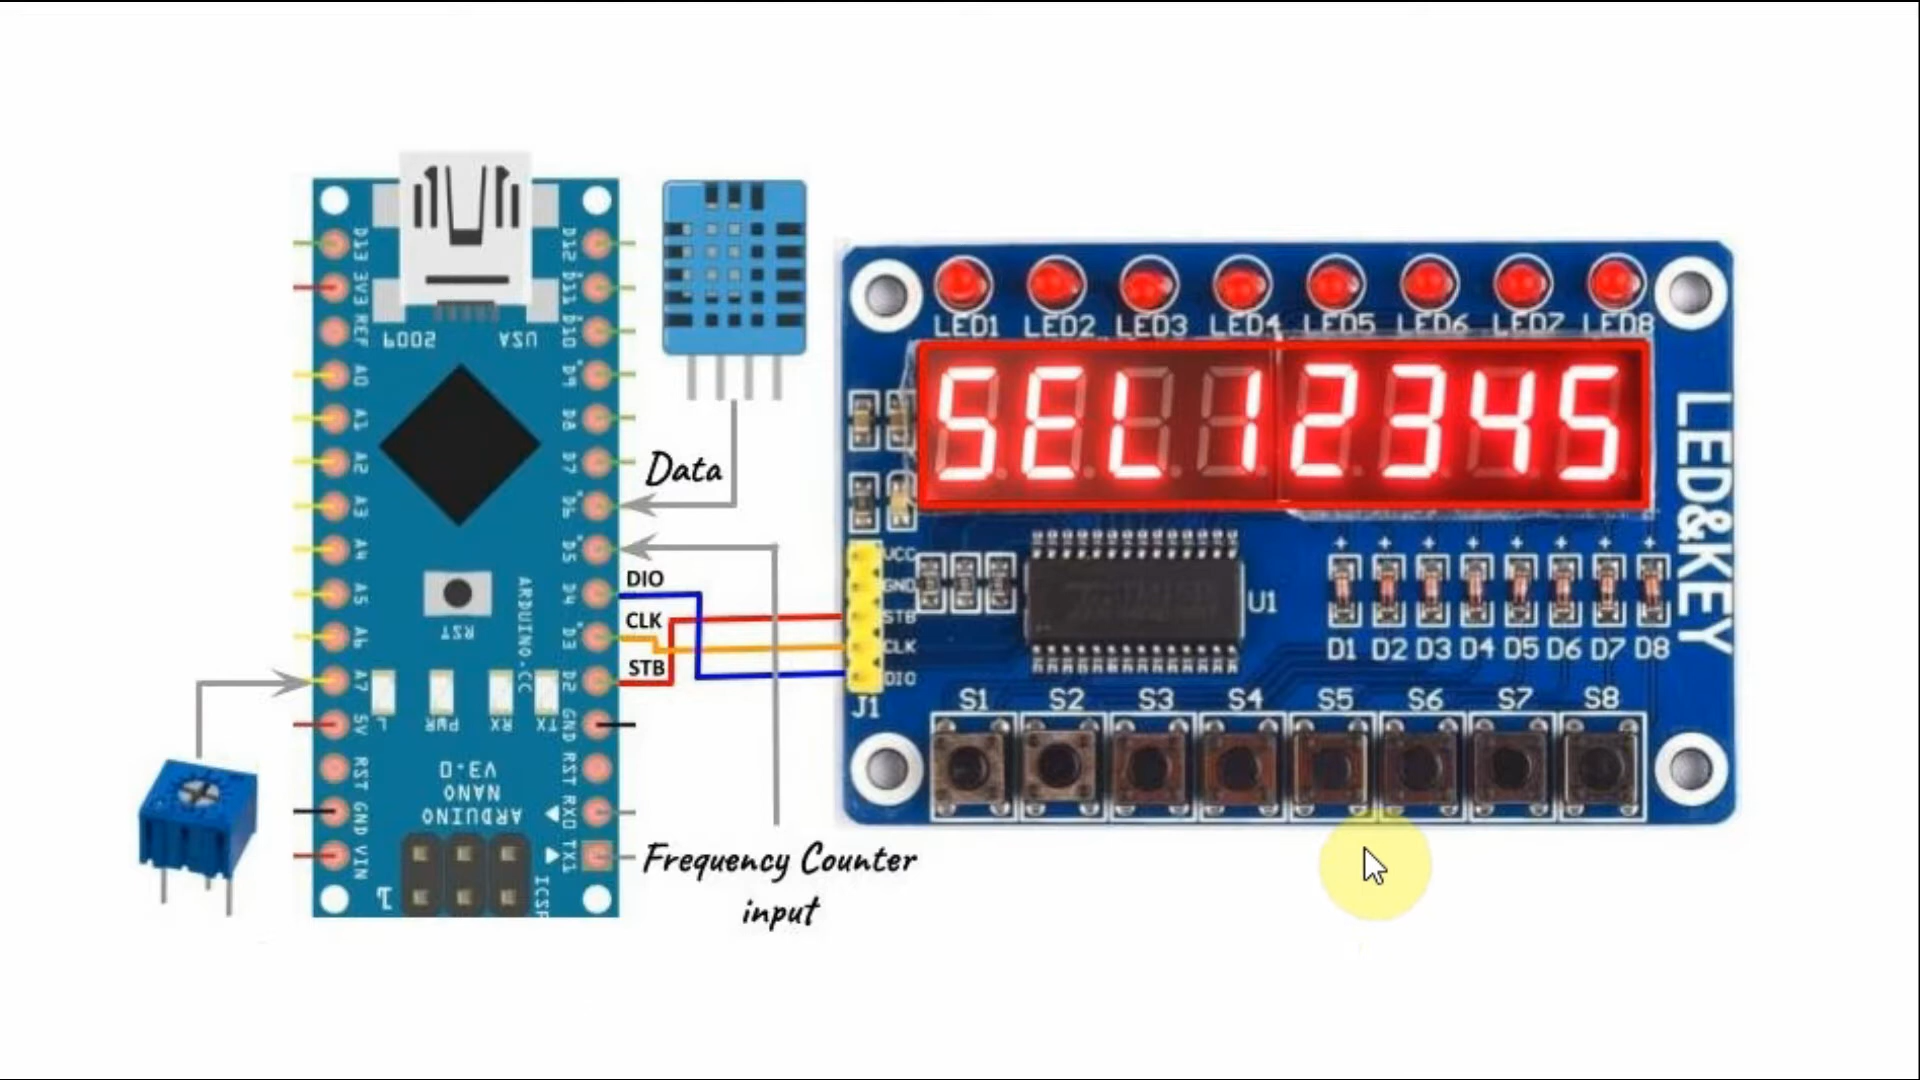 D13
3V3
REF
A0
A1
A2
A3
A4
A5
A6
A7
5V
RST
GND
VIN
D12
D11
D10
D9
D8
D7
D6
D5
D4
D3
D2
GND
RST
RX0
TX1
2009
USA
RST
ARDUINO.CC
L
PWR
RX
TX
ARDUINO
NANO
V3.0
1
ICSP
Data
DIO
CLK
STB
Frequency Counter
input
LED1 LED2 LED3 LED4 LED5 LED6 LED7 LED8
SEL12345
LED&KEY
VCC
GND
STB
CLK
DIO
J1
U1
D1 D2 D3 D4 D5 D6 D7 D8
S1 S2 S3 S4 S5 S6 S7 S8